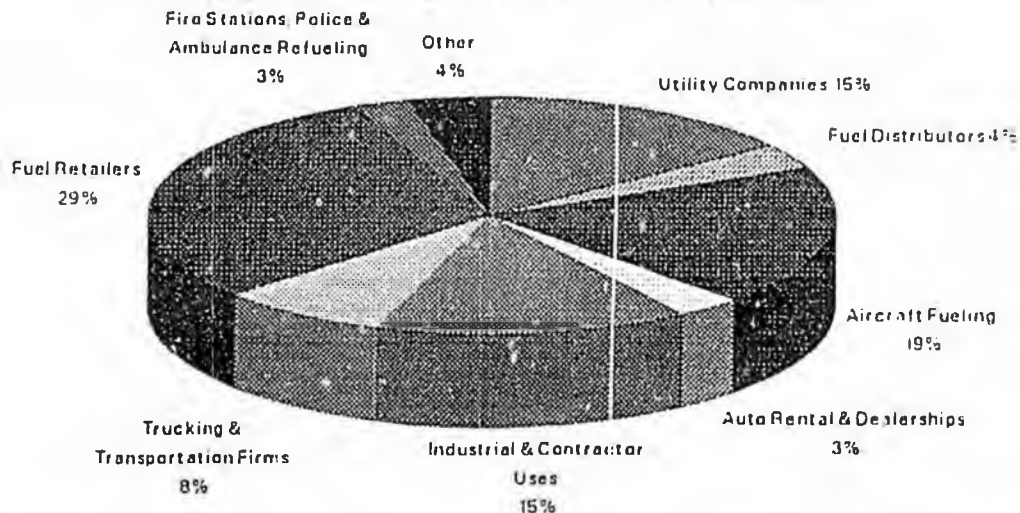 Fire Stations, Police &
Ambulance Refueling
3%
Other
4%
Utility Companies 15%
Fuel Distributors 4%
Fuel Retailers
29%
Aircraft Fueling
19%
Auto Rental & Dealerships
3%
Trucking &
Transportation Firms
8%
Industrial & Contractor
Uses
15%